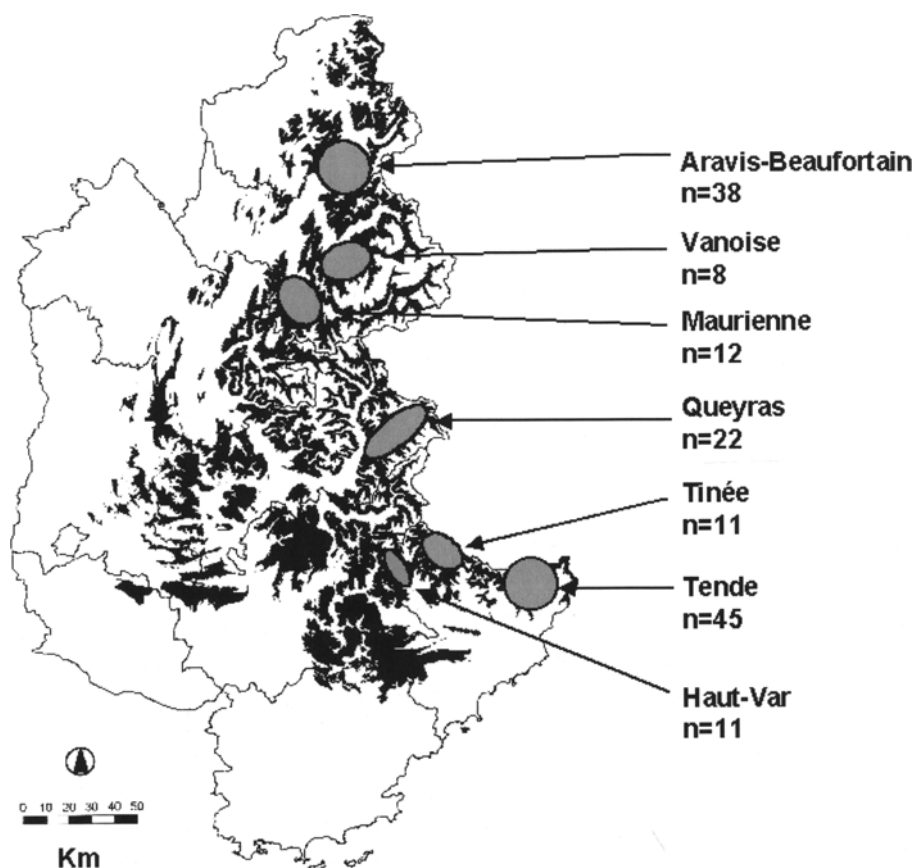 Aravis-Beaufortain
n=38
Vanoise
n=8
Maurienne
n=12
Queyras
n=22
Tinée
n=11
Tende
n=45
Haut-Var
n=11
0 10 20 30 40 50
Km